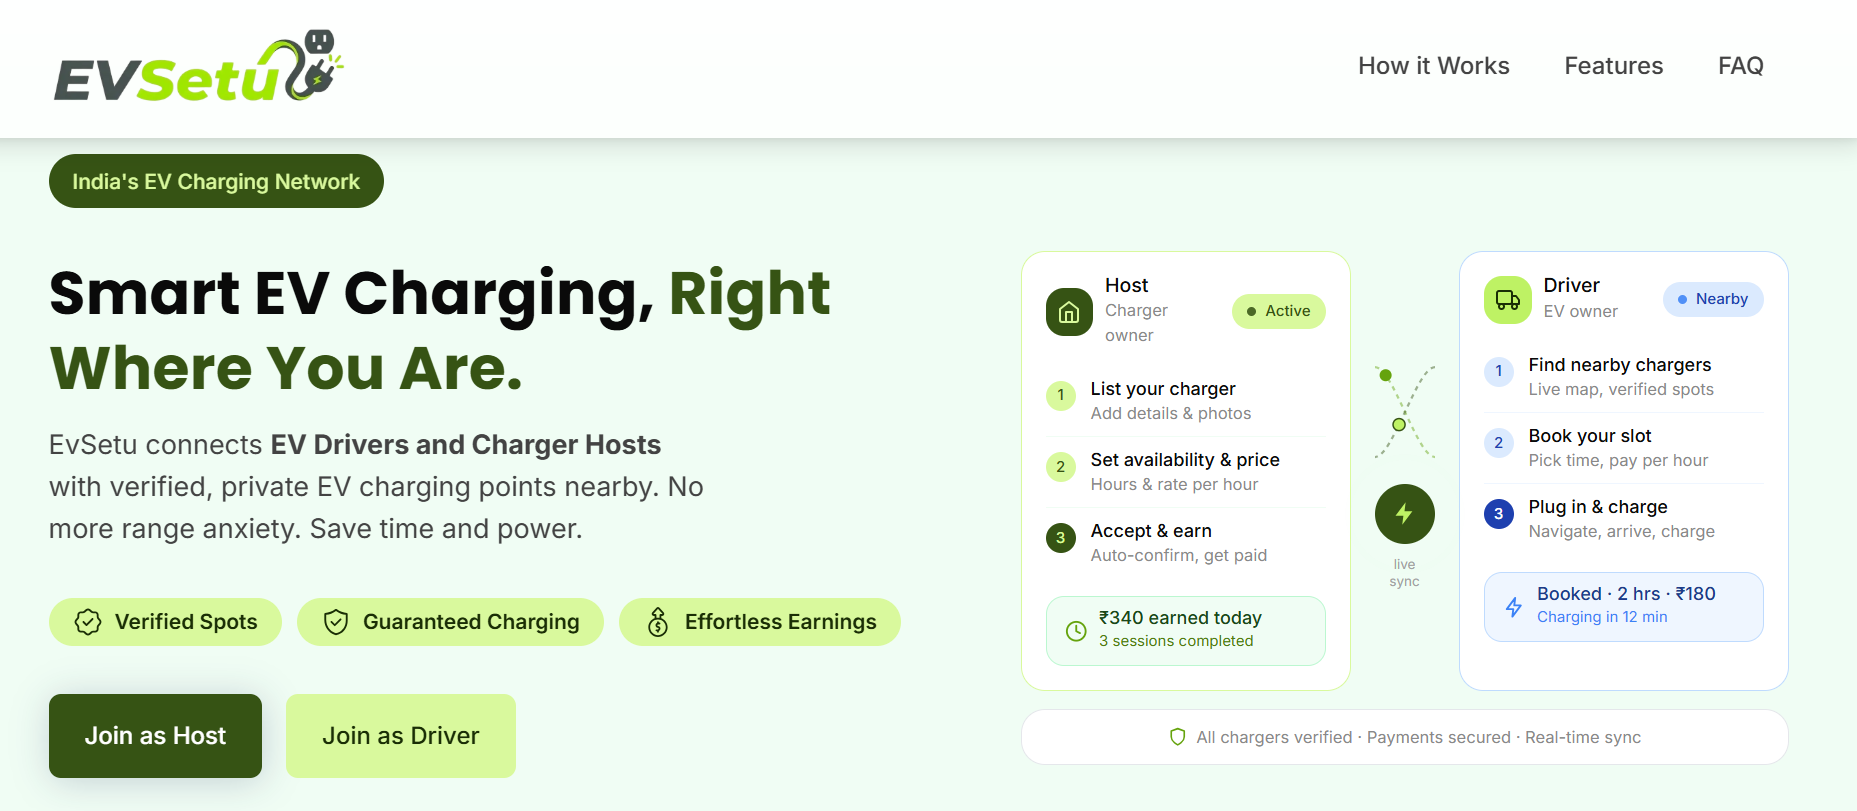 EVSetu
How it Works
Features
FAQ
India's EV Charging Network
Smart EV Charging, Right
Where You Are.
EvSetu connects EV Drivers and Charger Hosts
with verified, private EV charging points nearby. No
more range anxiety. Save time and power.
Verified Spots
Guaranteed Charging
Effortless Earnings
Join as Host
Join as Driver
Host
Charger
owner
Active
1
List your charger
Add details & photos
2
Set availability & price
Hours & rate per hour
3
Accept & earn
Auto-confirm, get paid
₹340 earned today
3 sessions completed
live
sync
Driver
EV owner
Nearby
1
Find nearby chargers
Live map, verified spots
2
Book your slot
Pick time, pay per hour
3
Plug in & charge
Navigate, arrive, charge
Booked · 2 hrs · ₹180
Charging in 12 min
All chargers verified · Payments secured · Real-time sync